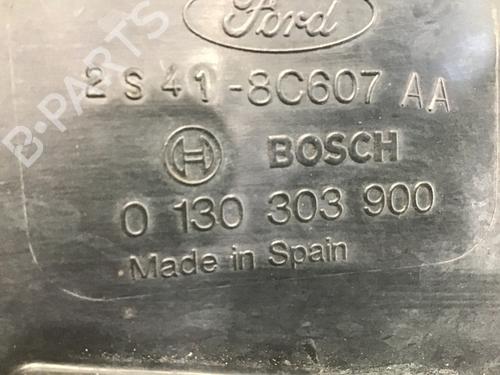 Ford
2S41-8C607 AA
BOSCH
0 130 303 900
Made in Spain
B-PARTS